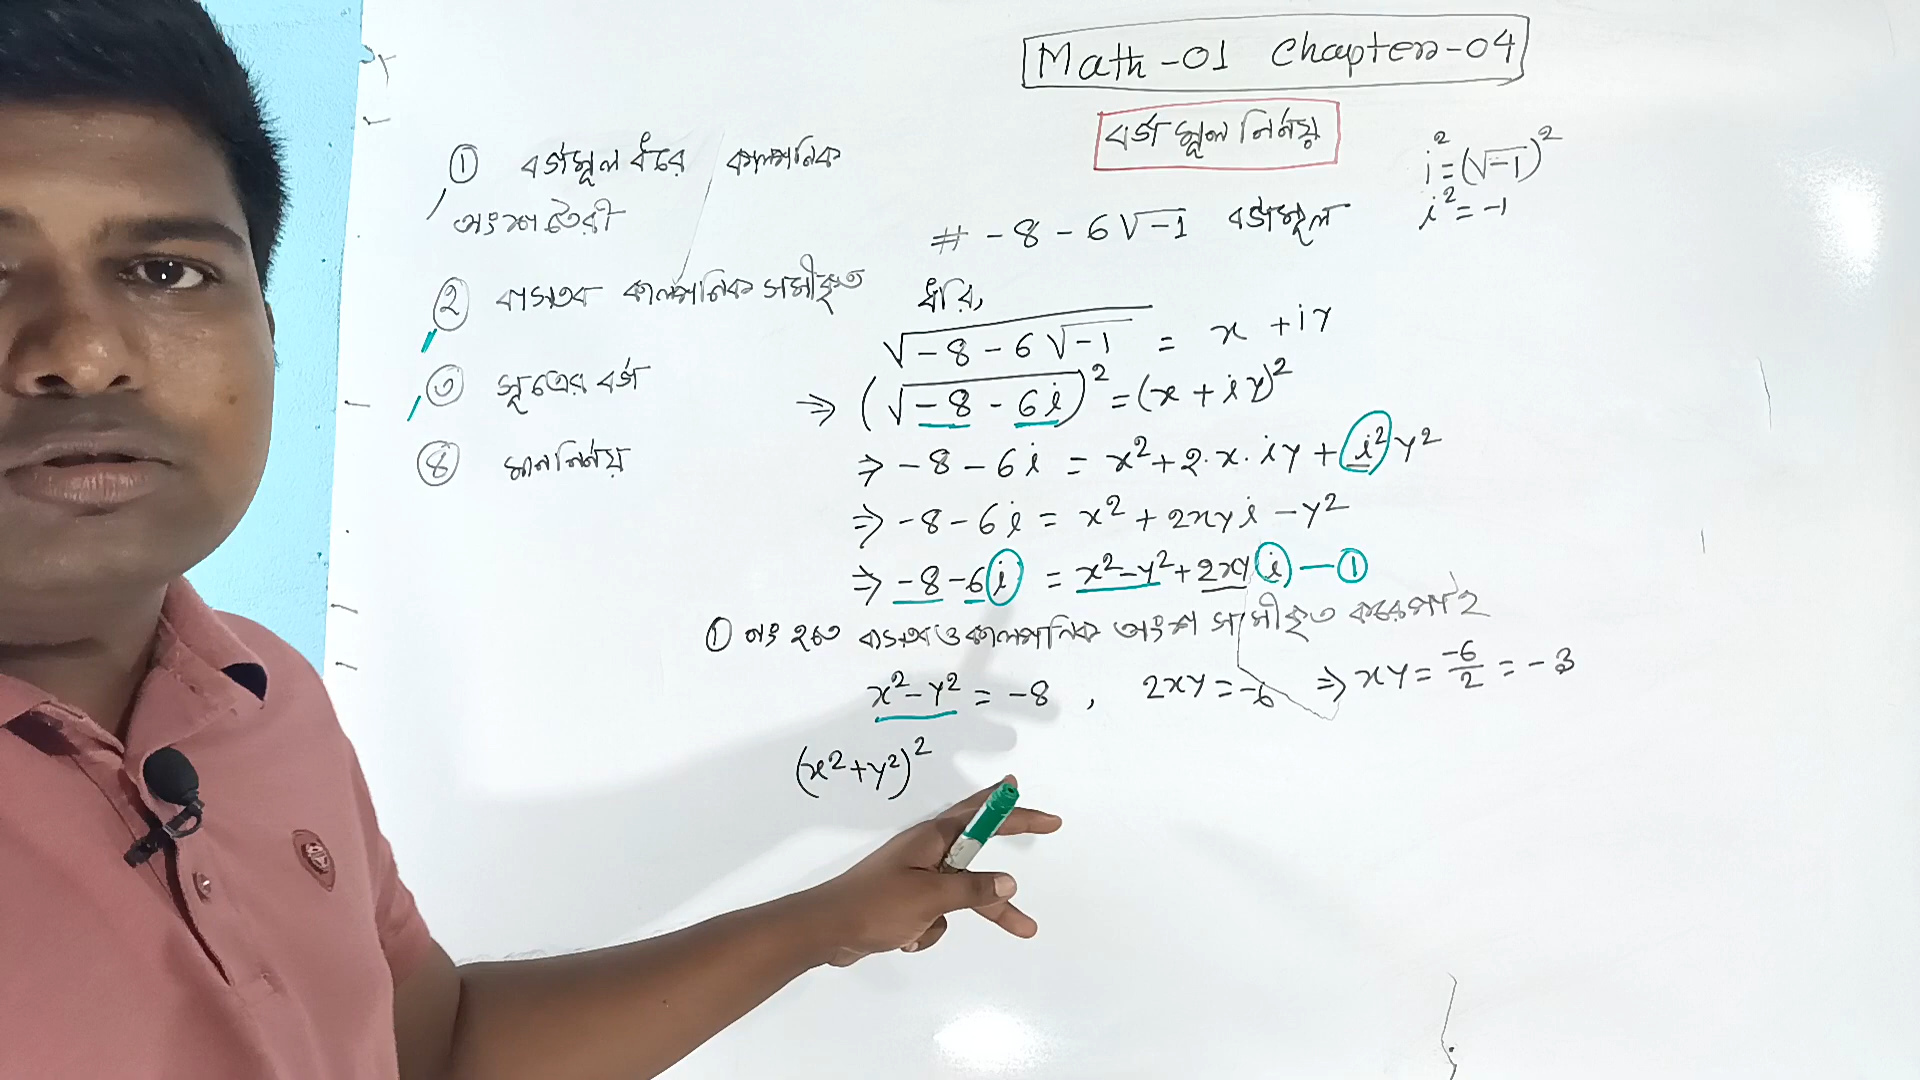 Math-01 Chapter-04
বর্গমূল নির্ণয়
i² = (√-1)²
i² = -1
① বর্গমূল ধরে কাল্পনিক
অংশ তৈরী
② বাস্তব কাল্পনিক সমীকৃত
③ সূত্রের বর্গ
④ মান নির্ণয়
# -8 - 6√-1 বর্গমূল
ধরি,
√(-8 - 6√-1) = x + iy
⇒ (√(-8 - 6i))² = (x + iy)²
⇒ -8 - 6i = x² + 2·x·iy + i²y²
⇒ -8 - 6i = x² + 2xyi - y²
⇒ -8 - 6i = x² - y² + 2xyi — ①
① নং হতে বাস্তব ও কাল্পনিক অংশ সমীকৃত করে পাই
x² - y² = -8 , 2xy = -6 ⇒ xy = -6/2 = -3
(x² + y²)²